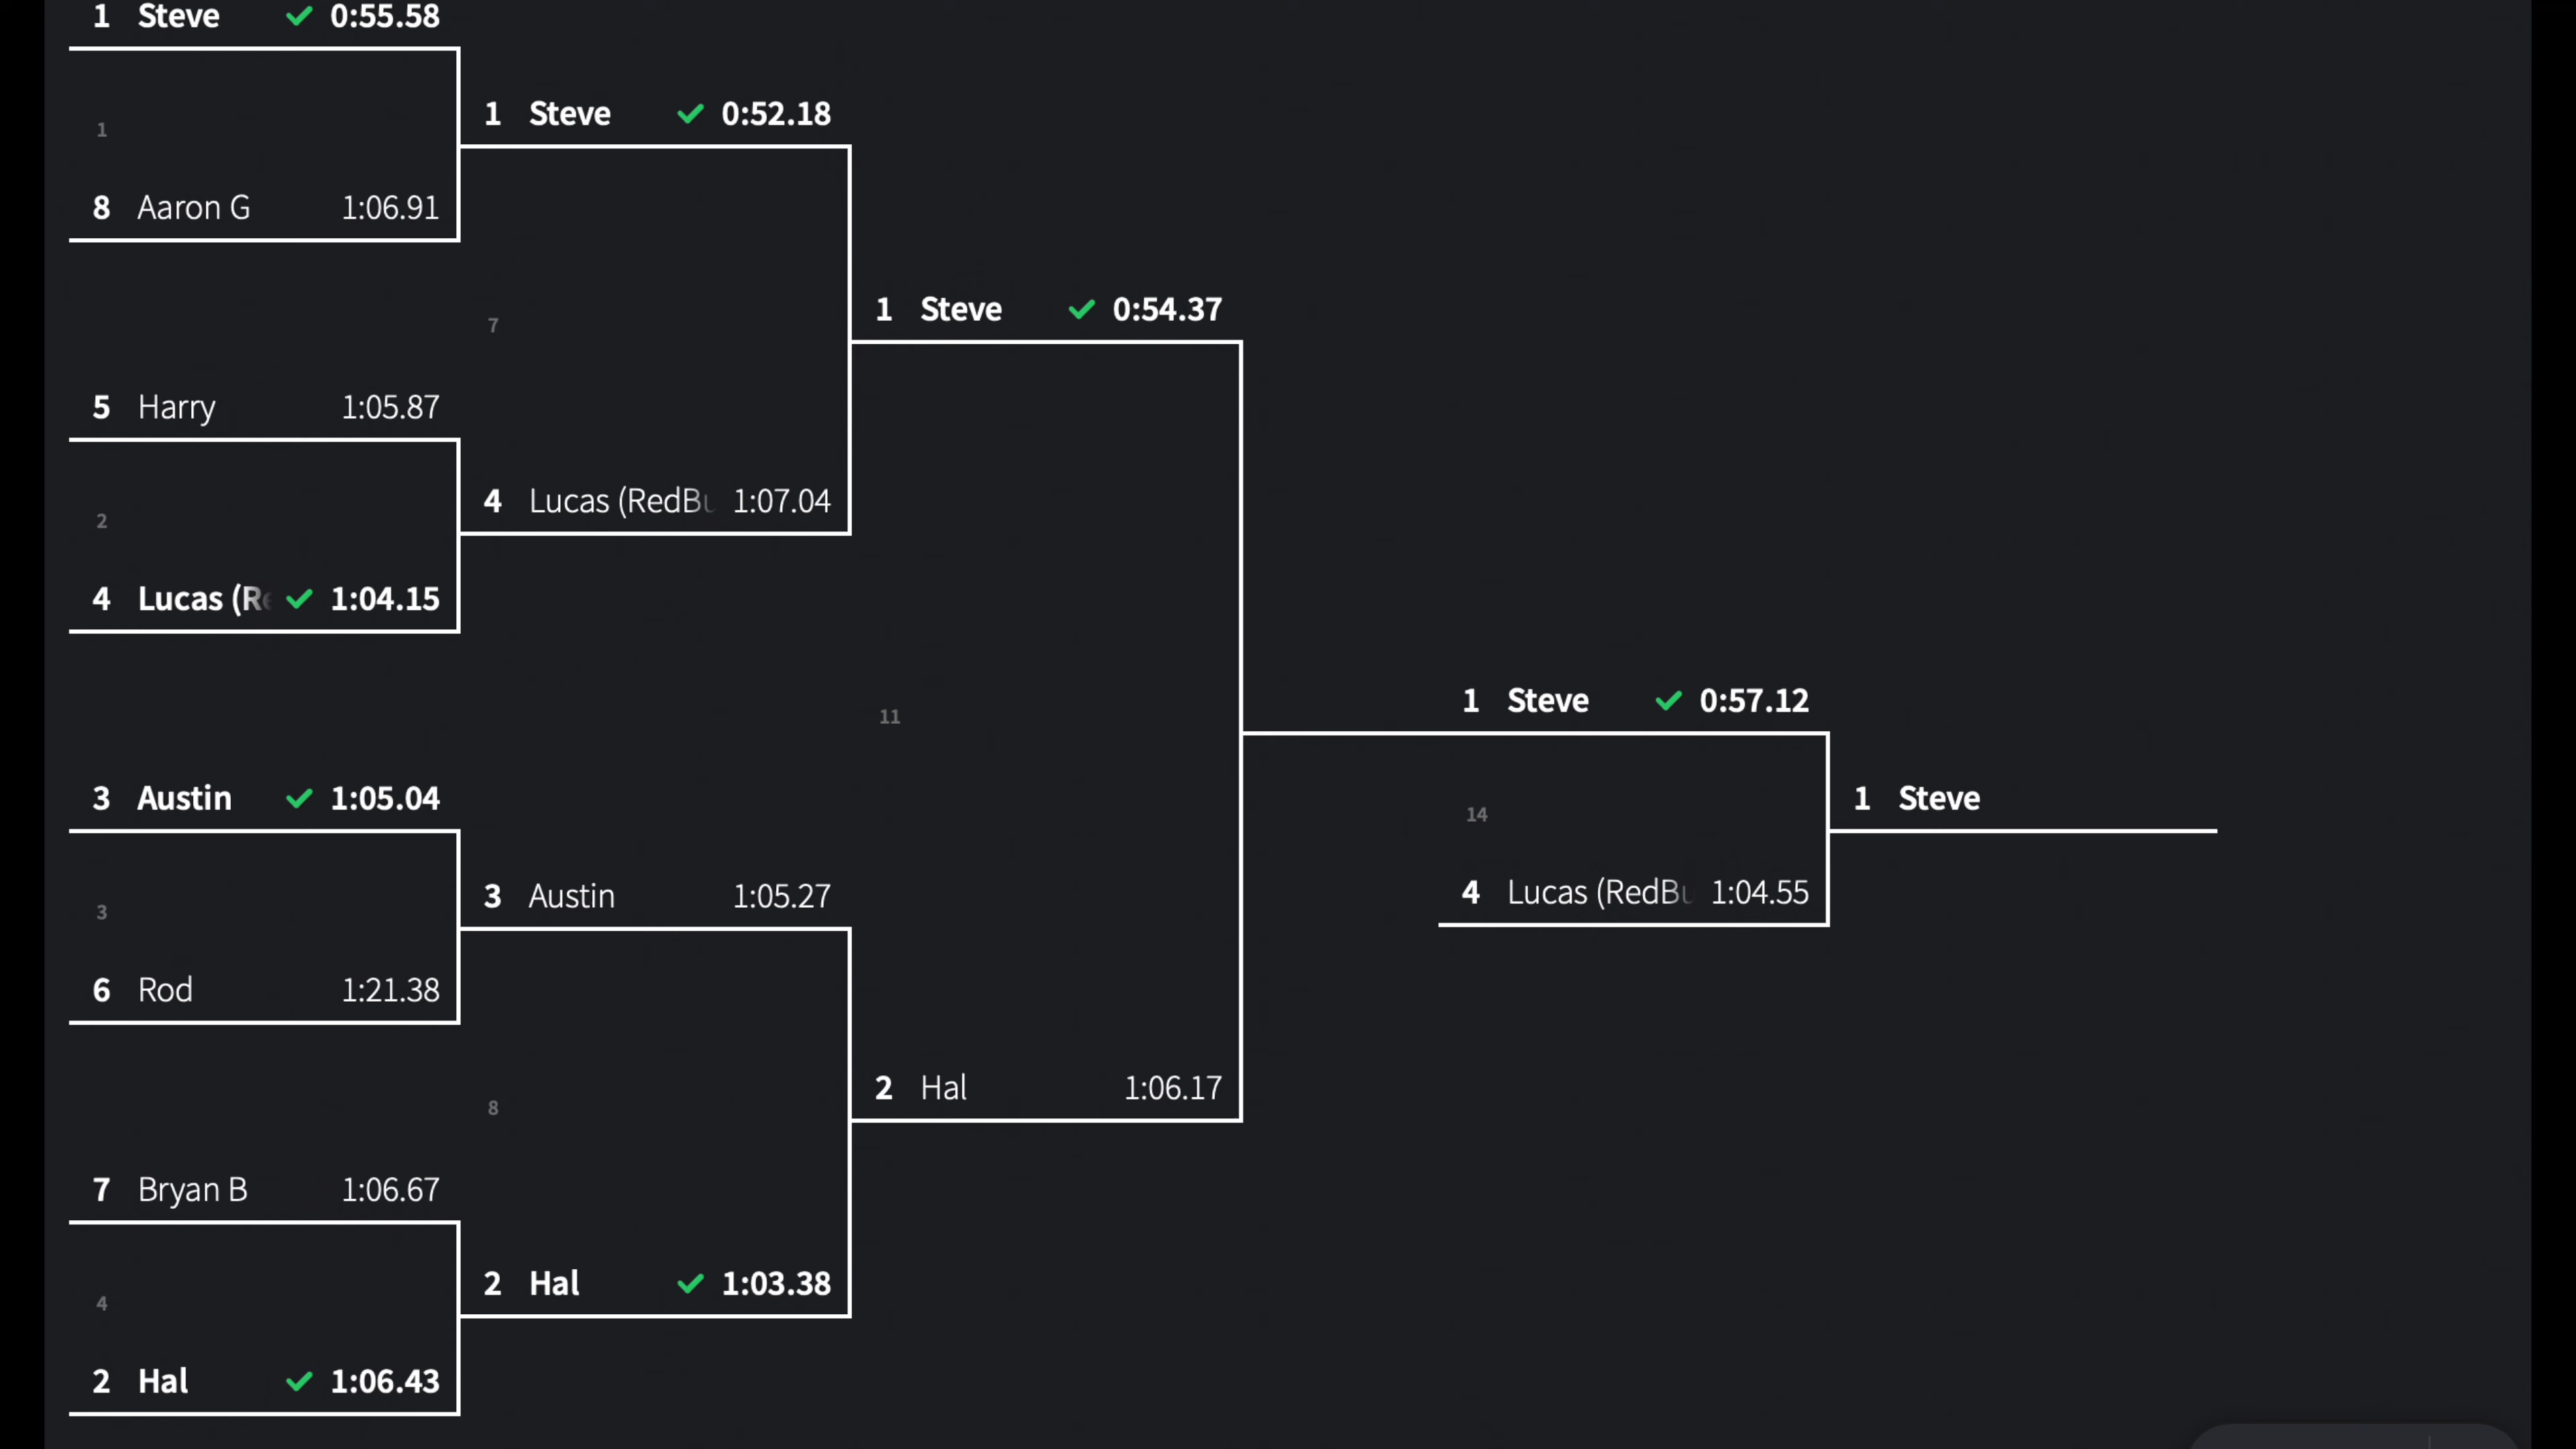 1 Steve ✓ 0:55.58
1
8 Aaron G 1:06.91
5 Harry 1:05.87
2
4 Lucas (Re ✓ 1:04.15
3 Austin ✓ 1:05.04
3
6 Rod 1:21.38
7 Bryan B 1:06.67
4
2 Hal ✓ 1:06.43
1 Steve ✓ 0:52.18
7
4 Lucas (RedBu 1:07.04
3 Austin 1:05.27
8
2 Hal ✓ 1:03.38
1 Steve ✓ 0:54.37
11
2 Hal 1:06.17
1 Steve ✓ 0:57.12
14
4 Lucas (RedBu 1:04.55
1 Steve